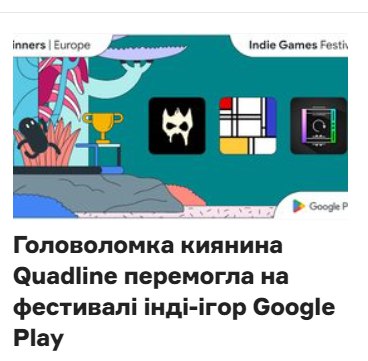 inners | Europe
Indie Games Festiv
Google P
Головоломка киянина
Quadline перемогла на
фестивалі інді-ігор Google
Play